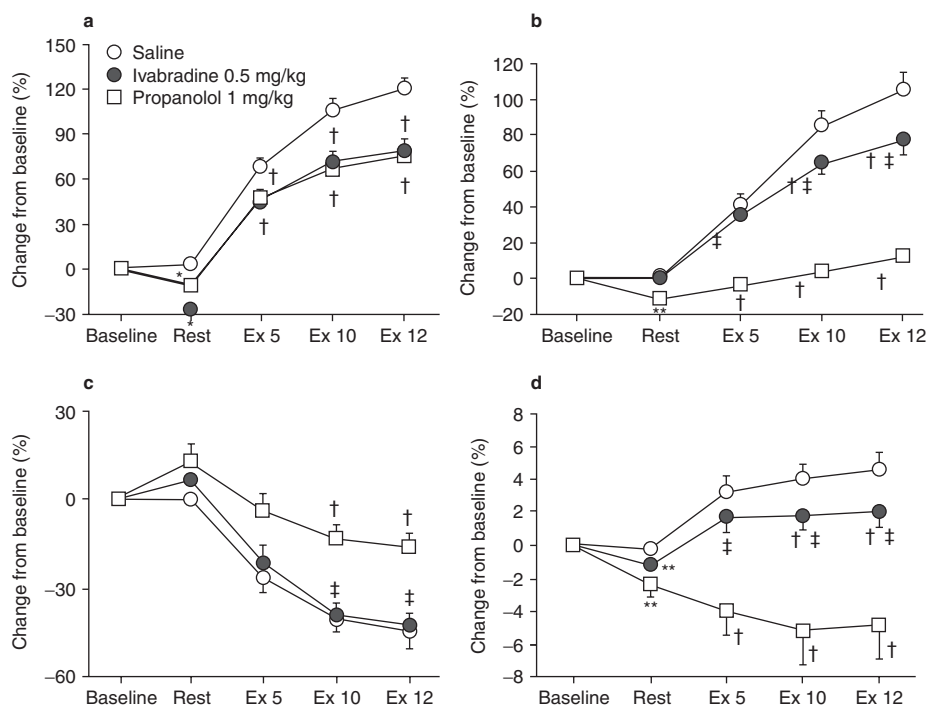 a
Change from baseline (%)
150
120
90
60
30
0
−30
Saline
Ivabradine 0.5 mg/kg
Propanolol 1 mg/kg
† †
†
† † †
*
*
Baseline Rest Ex 5 Ex 10 Ex 12
b
Change from baseline (%)
120
100
80
60
40
20
0
−20
† ‡
† ‡
‡
** † † †
Baseline Rest Ex 5 Ex 10 Ex 12
c
Change from baseline (%)
30
0
−30
−60
† †
‡ ‡
Baseline Rest Ex 5 Ex 10 Ex 12
d
Change from baseline (%)
8
6
4
2
0
−2
−4
−6
−8
‡ † ‡ † ‡
**
**
† † †
Baseline Rest Ex 5 Ex 10 Ex 12